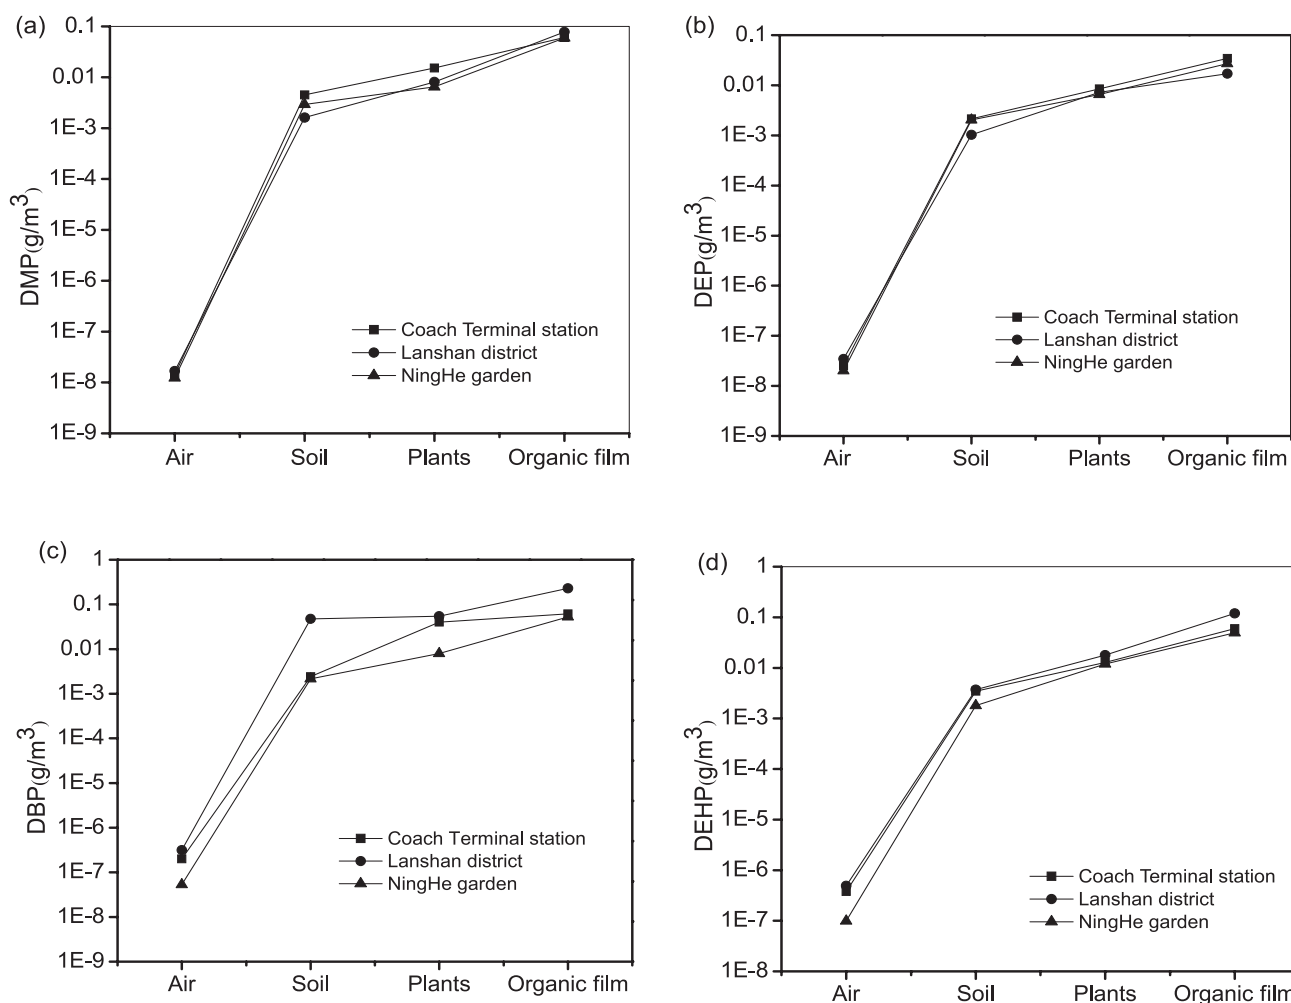 (a)
0.1
0.01
1E-3
1E-4
1E-5
1E-6
1E-7
1E-8
1E-9
DMP(g/m³)
Coach Terminal station
Lanshan district
NingHe garden
Air Soil Plants Organic film
(b)
0.1
0.01
1E-3
1E-4
1E-5
1E-6
1E-7
1E-8
1E-9
DEP(g/m³)
Coach Terminal station
Lanshan district
NingHe garden
Air Soil Plants Organic film
(c)
1
0.1
0.01
1E-3
1E-4
1E-5
1E-6
1E-7
1E-8
1E-9
DBP(g/m³)
Coach Terminal station
Lanshan district
NingHe garden
Air Soil Plants Organic film
(d)
1
0.1
0.01
1E-3
1E-4
1E-5
1E-6
1E-7
1E-8
DEHP(g/m³)
Coach Terminal station
Lanshan district
NingHe garden
Air Soil Plants Organic film